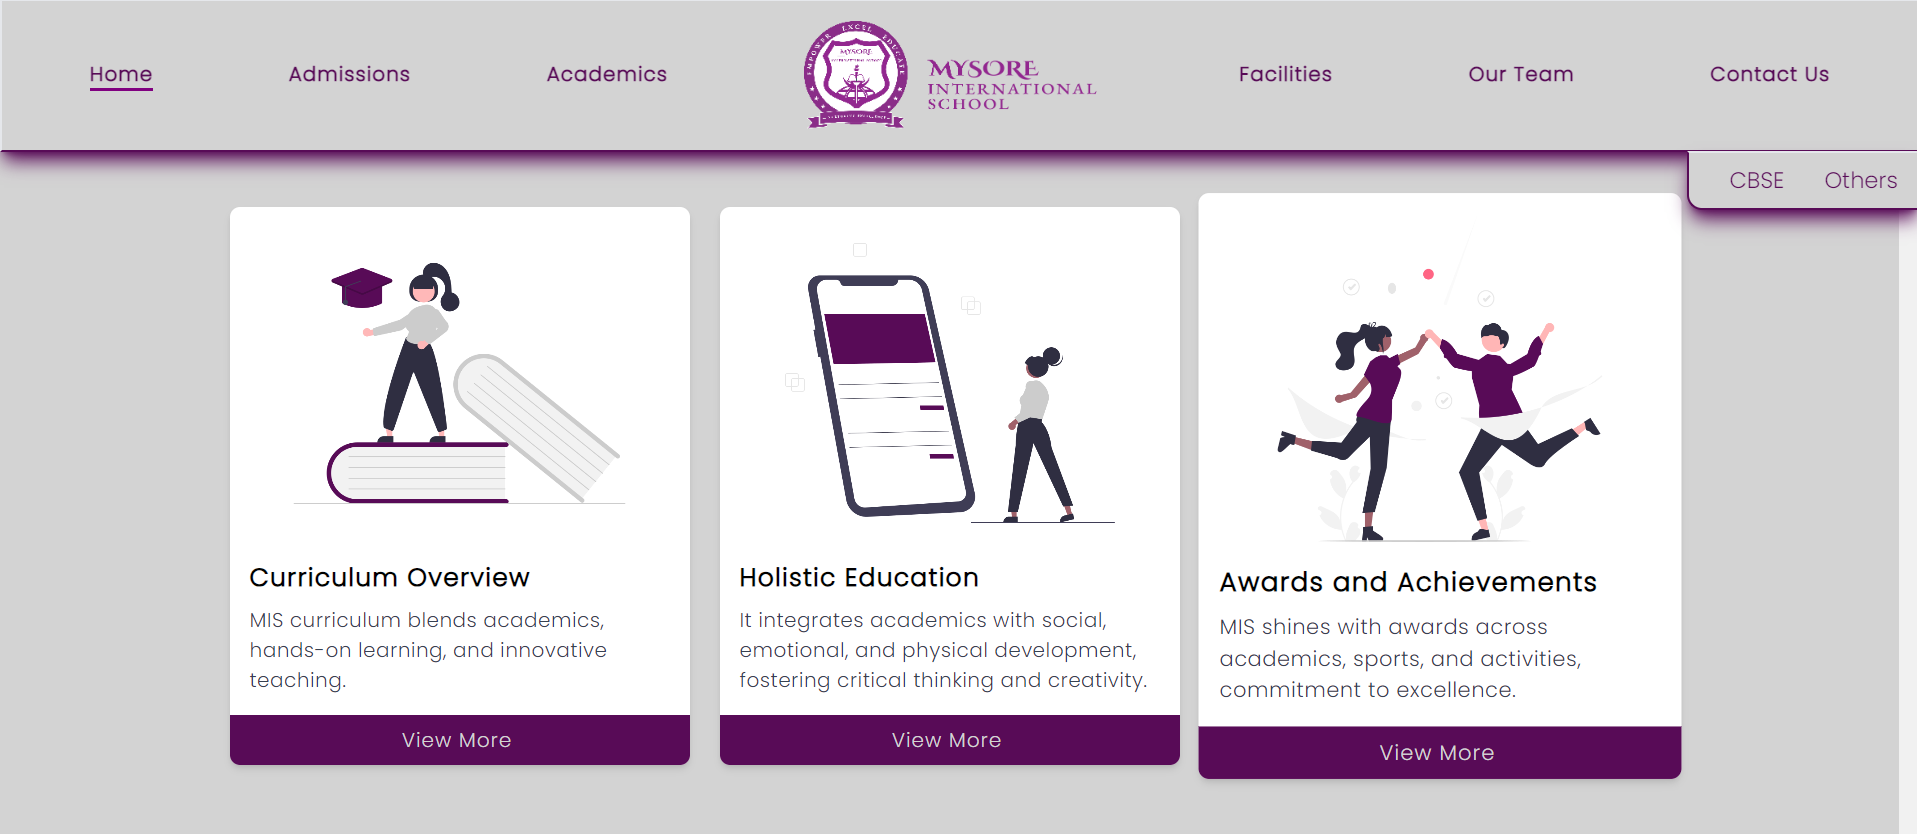 Home
Admissions
Academics
EMPOWER EXCEL EDUCATE
MYSORE
MYSORE
INTERNATIONAL
SCHOOL
Facilities
Our Team
Contact Us
CBSE
Others
Curriculum Overview
MIS curriculum blends academics,
hands-on learning, and innovative
teaching.
View More
Holistic Education
It integrates academics with social,
emotional, and physical development,
fostering critical thinking and creativity.
View More
Awards and Achievements
MIS shines with awards across
academics, sports, and activities,
commitment to excellence.
View More